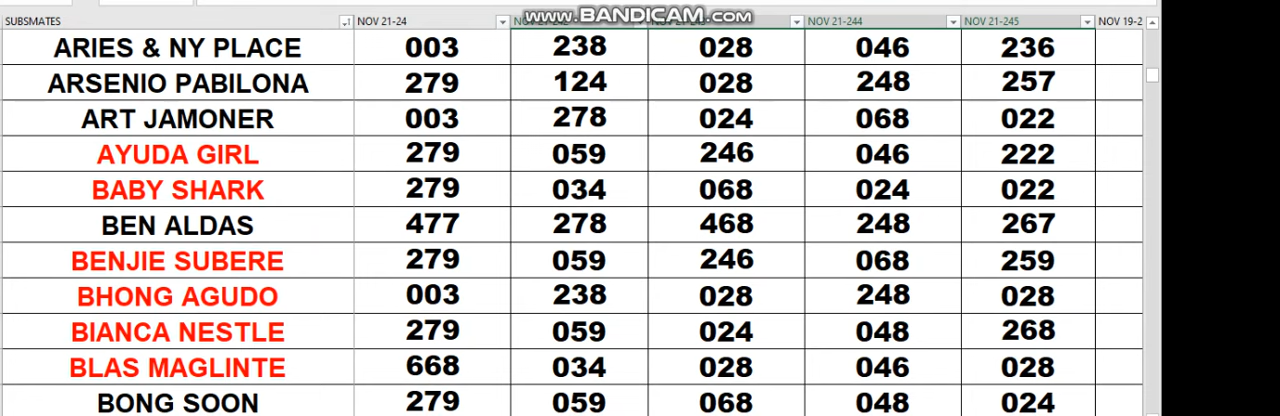 WWW.BANDICAM.COM
SUBSMATES NOV 21-24 NOV 21-244 NOV 21-245 NOV 19-2
ARIES & NY PLACE 003 238 028 046 236
ARSENIO PABILONA 279 124 028 248 257
ART JAMONER 003 278 024 068 022
AYUDA GIRL 279 059 246 046 222
BABY SHARK 279 034 068 024 022
BEN ALDAS 477 278 468 248 267
BENJIE SUBERE 279 059 246 068 259
BHONG AGUDO 003 238 028 248 028
BIANCA NESTLE 279 059 024 048 268
BLAS MAGLINTE 668 034 028 046 028
BONG SOON 279 059 068 048 024